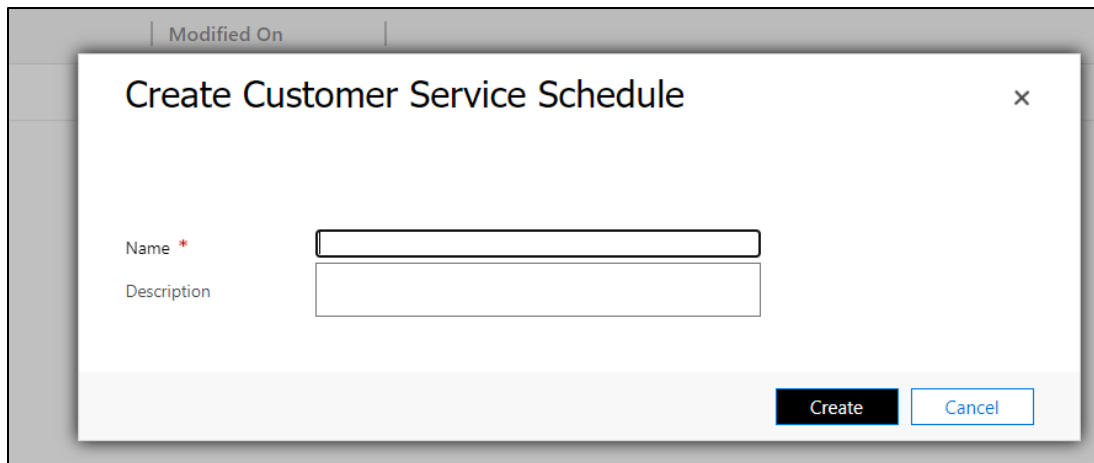 Modified On
Create Customer Service Schedule
Name *
Description
Create Cancel